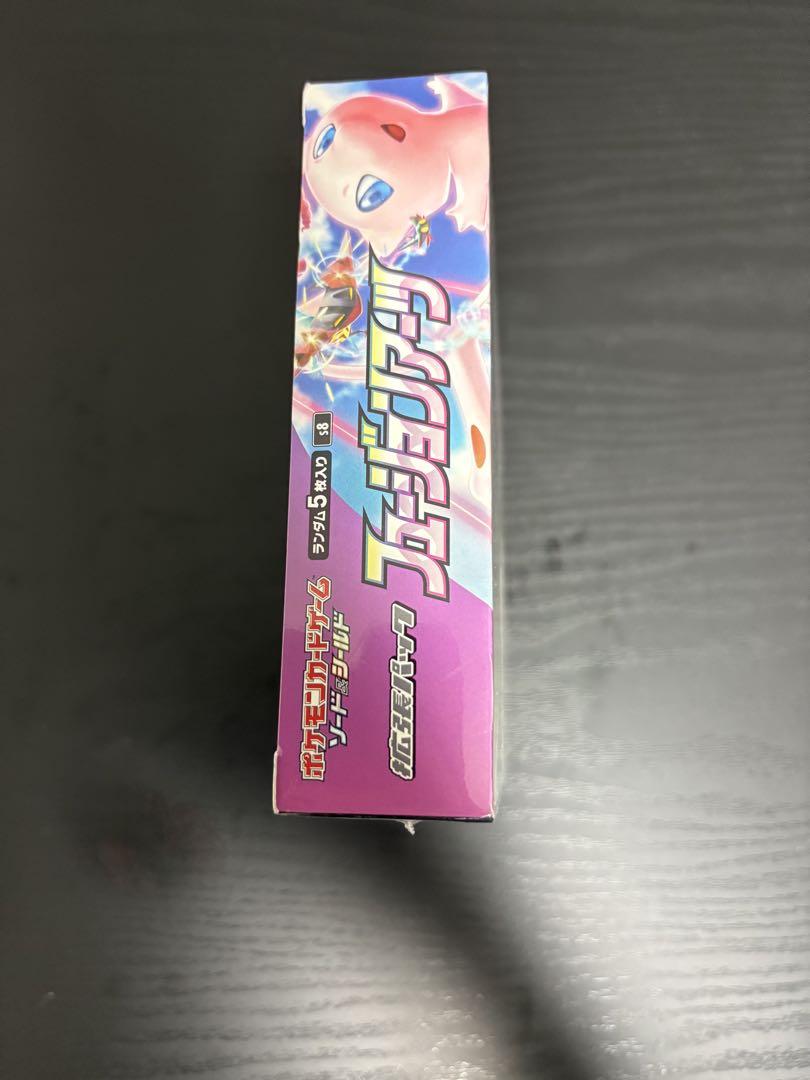 ポケモンカードゲーム
ソード&シールド
ランダム5枚入り
S8
拡張パック
フュージョンアーツ